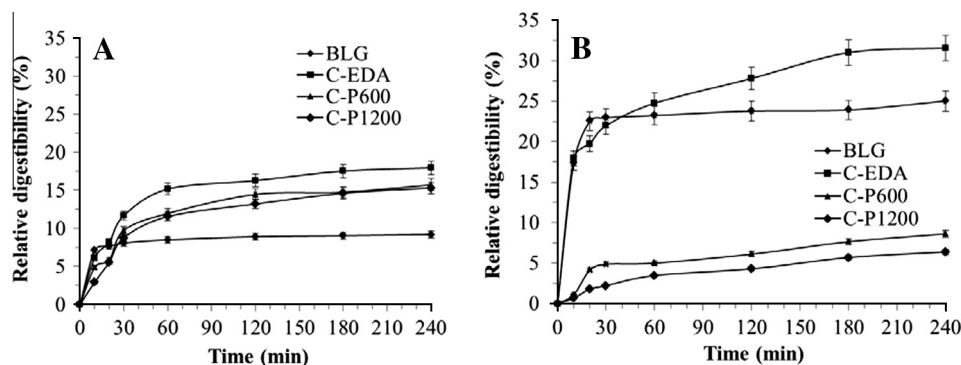 A
Relative digestibility (%)
35
30
25
20
15
10
5
0
BLG
C-EDA
C-P600
C-P1200
0 30 60 90 120 150 180 210 240
Time (min)
B
Relative digestibility (%)
35
30
25
20
15
10
5
0
BLG
C-EDA
C-P600
C-P1200
0 30 60 90 120 150 180 210 240
Time (min)